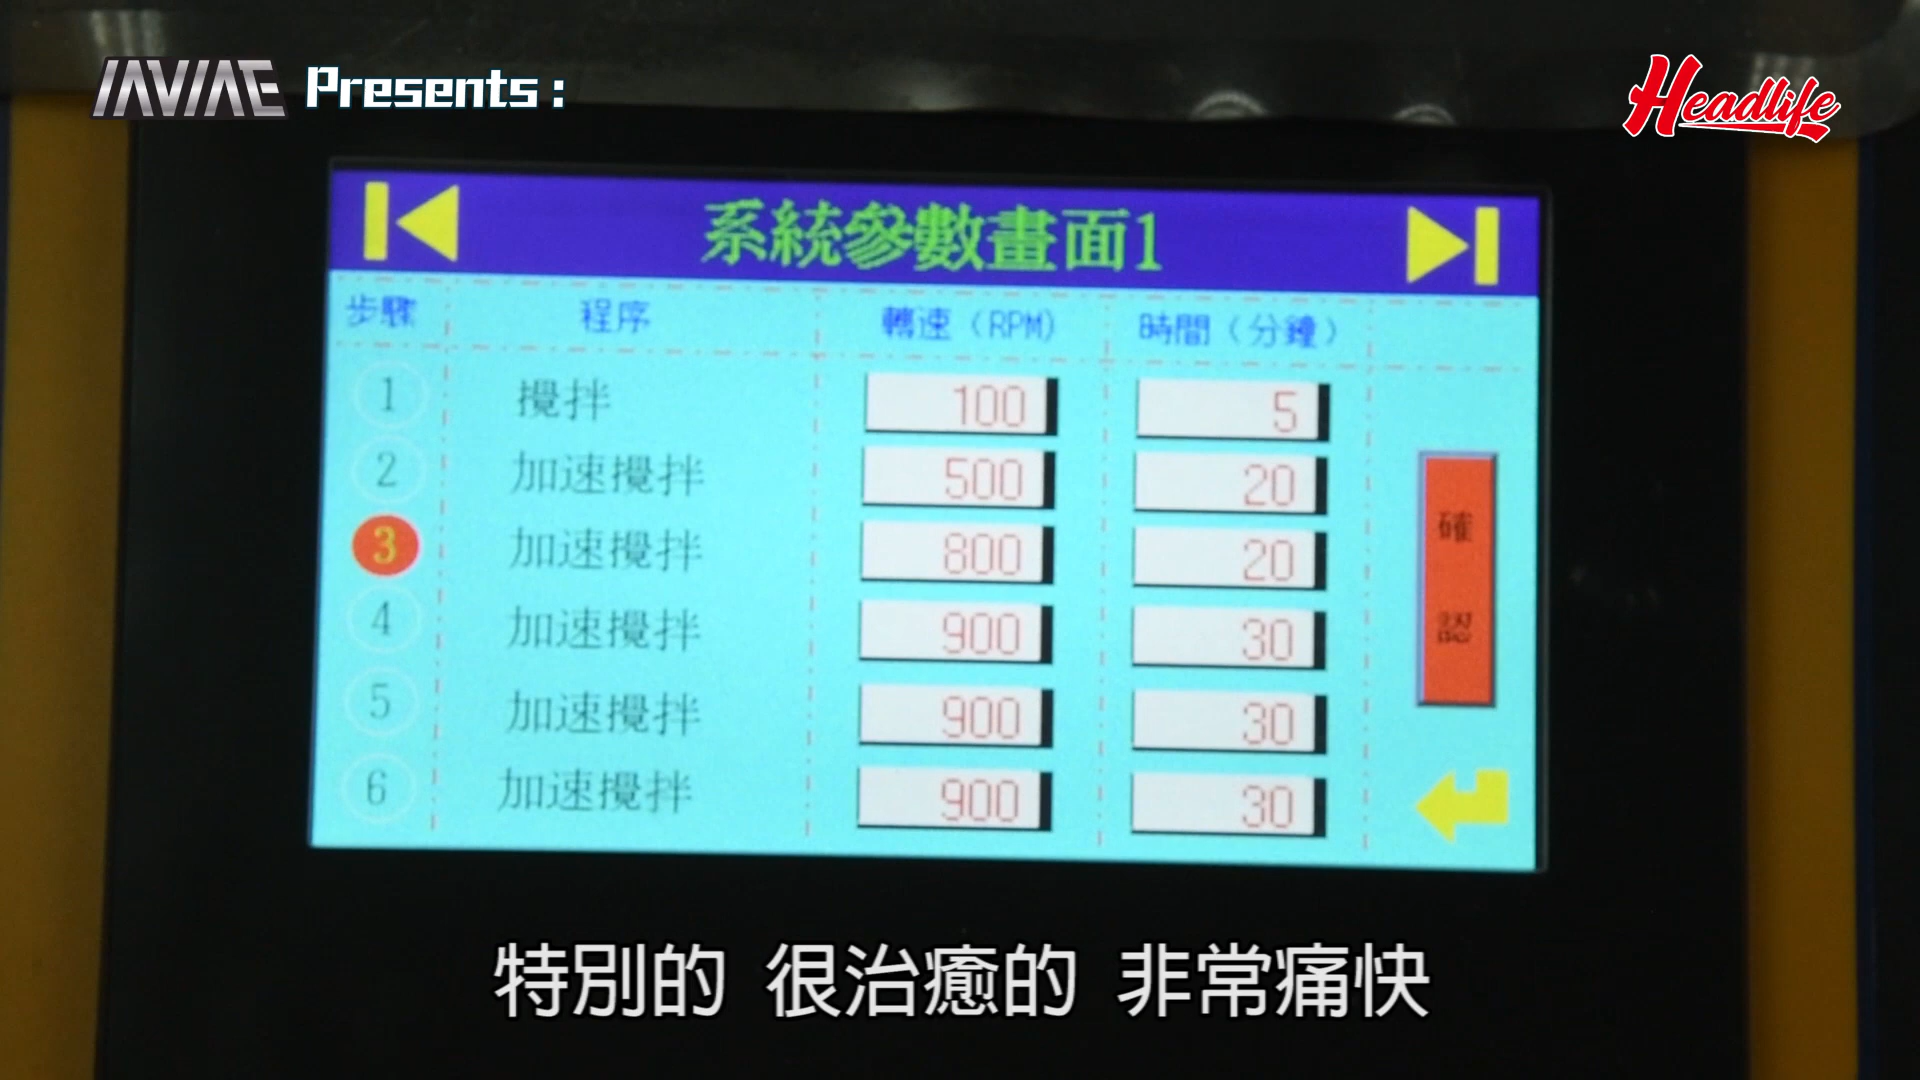 IAVIAE Presents :
Headlife
系統參數畫面1
步驟 程序 轉速（RPM） 時間（分鐘）
1 攪拌 100 5
2 加速攪拌 500 20
3 加速攪拌 800 20
4 加速攪拌 900 30
5 加速攪拌 900 30
6 加速攪拌 900 30
確認
特別的 很治癒的 非常痛快